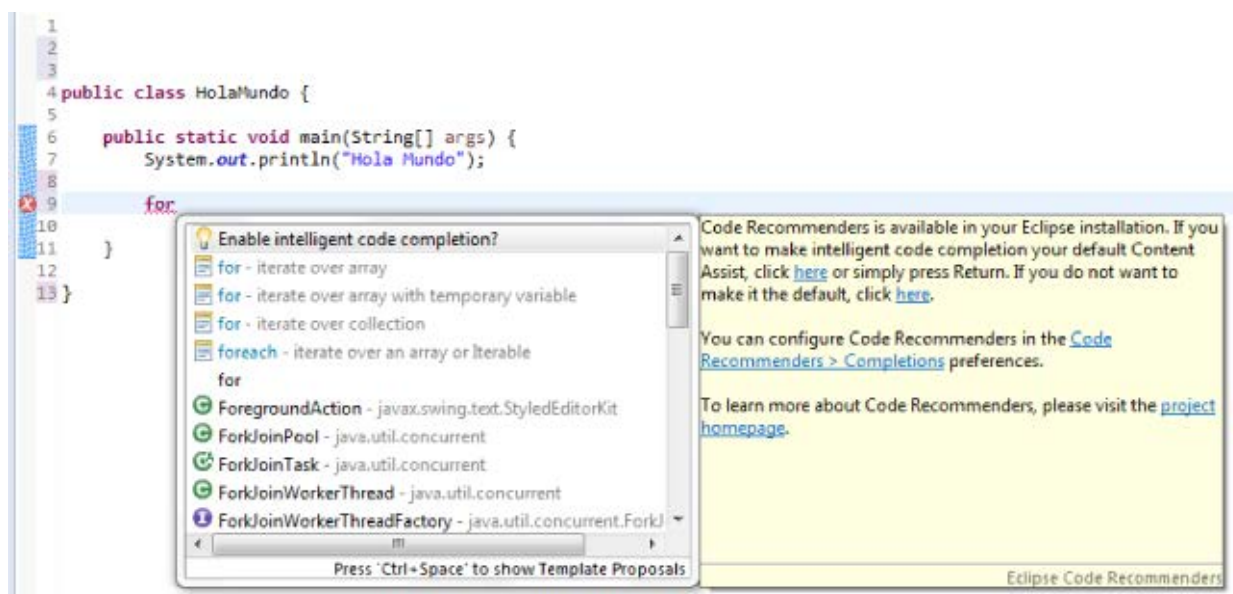 1
2
3
4 public class HolaMundo {
5
6 public static void main(String[] args) {
7 System.out.println("Hola Mundo");
8
9 for
10
11 }
12
13 }
Enable intelligent code completion?
for - iterate over array
for - iterate over array with temporary variable
for - iterate over collection
foreach - iterate over an array or Iterable
for
ForegroundAction - javax.swing.text.StyledEditorKit
ForkJoinPool - java.util.concurrent
ForkJoinTask - java.util.concurrent
ForkJoinWorkerThread - java.util.concurrent
ForkJoinWorkerThreadFactory - java.util.concurrent.ForkJ
Press 'Ctrl+Space' to show Template Proposals
Code Recommenders is available in your Eclipse installation. If you
want to make intelligent code completion your default Content
Assist, click here or simply press Return. If you do not want to
make it the default, click here.
You can configure Code Recommenders in the Code
Recommenders > Completions preferences.
To learn more about Code Recommenders, please visit the project
homepage.
Eclipse Code Recommenders